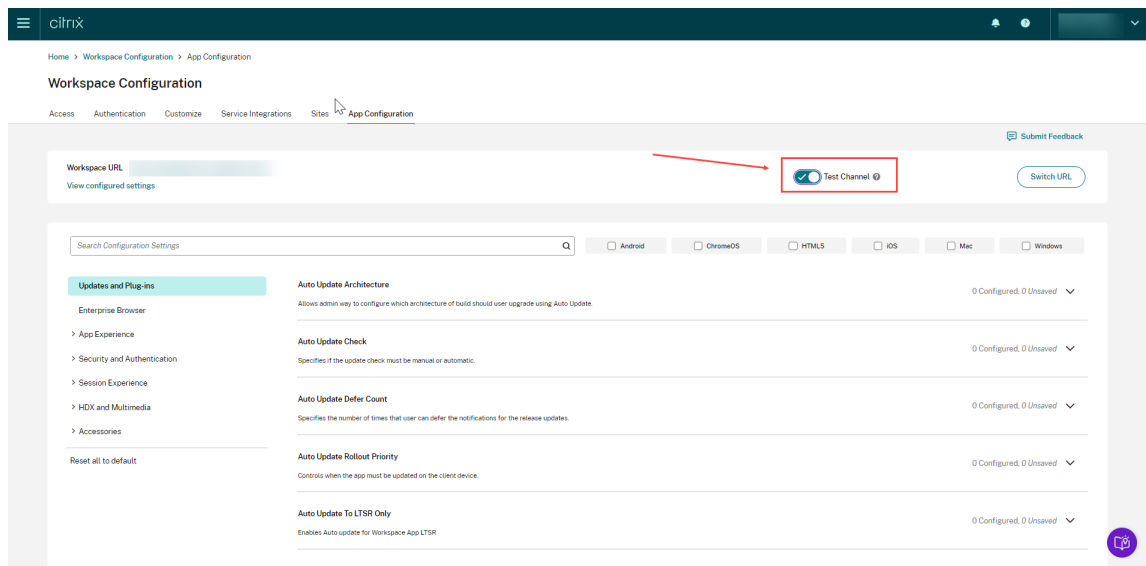 citrix
Home > Workspace Configuration > App Configuration
Workspace Configuration
Access Authentication Customize Service Integrations Sites App Configuration
Submit Feedback
Workspace URL
View configured settings
Test Channel
Switch URL
Search Configuration Settings
Android ChromeOS HTML5 iOS Mac Windows
Updates and Plug-ins
Enterprise Browser
> App Experience
> Security and Authentication
> Session Experience
> HDX and Multimedia
> Accessories
Reset all to default
Auto Update Architecture
0 Configured, 0 Unsaved
Allows admin way to configure which architecture of build should user upgrade using Auto Update.
Auto Update Check
0 Configured, 0 Unsaved
Specifies if the update check must be manual or automatic.
Auto Update Defer Count
0 Configured, 0 Unsaved
Specifies the number of times that user can defer the notifications for the release updates.
Auto Update Rollout Priority
0 Configured, 0 Unsaved
Controls when the app must be updated on the client device.
Auto Update To LTSR Only
0 Configured, 0 Unsaved
Enables Auto update for Workspace App LTSR